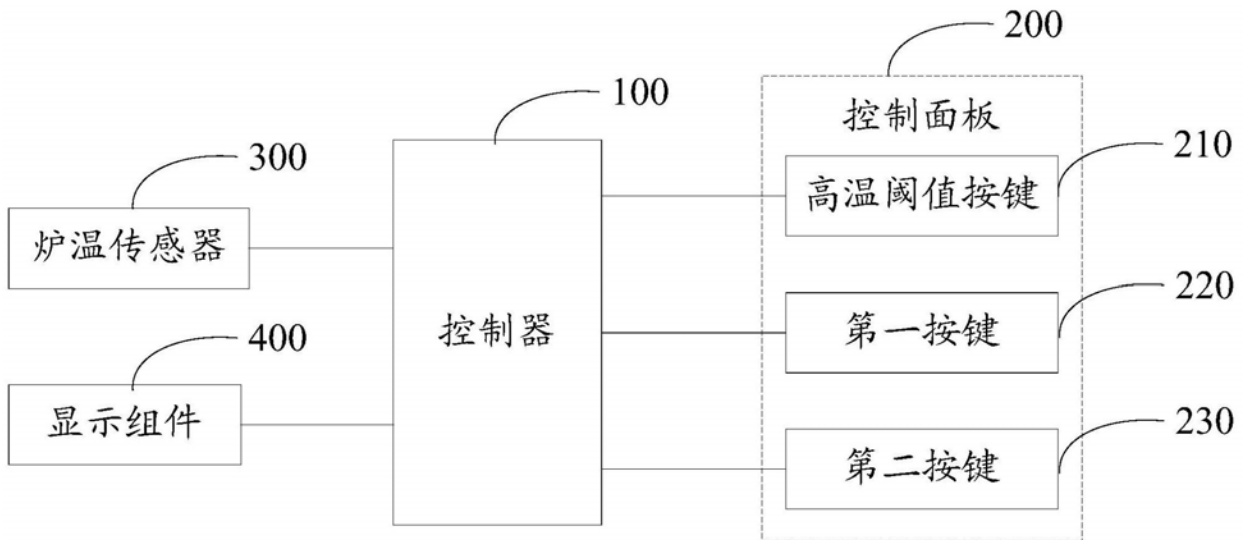 200
100
控制面板
210
300
高温阈值按键
炉温传感器
220
控制器
第一按键
400
显示组件
230
第二按键